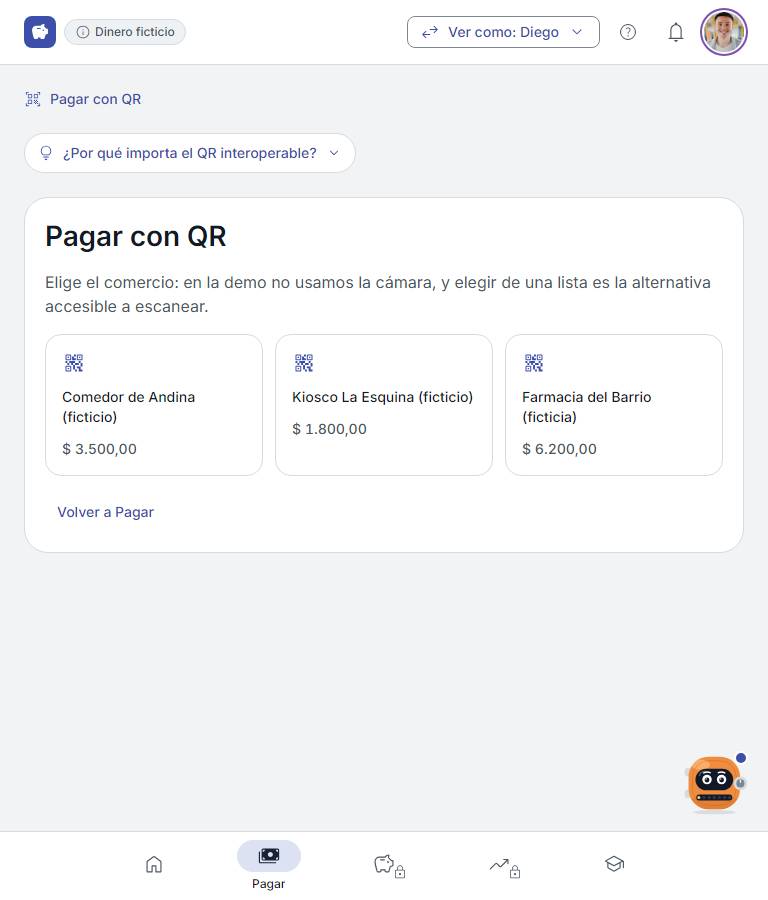 Dinero ficticio
Ver como: Diego
Pagar con QR
¿Por qué importa el QR interoperable?
Pagar con QR
Elige el comercio: en la demo no usamos la cámara, y elegir de una lista es la alternativa
accesible a escanear.
Comedor de Andina
(ficticio)
$ 3.500,00
Kiosco La Esquina (ficticio)
$ 1.800,00
Farmacia del Barrio
(ficticia)
$ 6.200,00
Volver a Pagar
Pagar